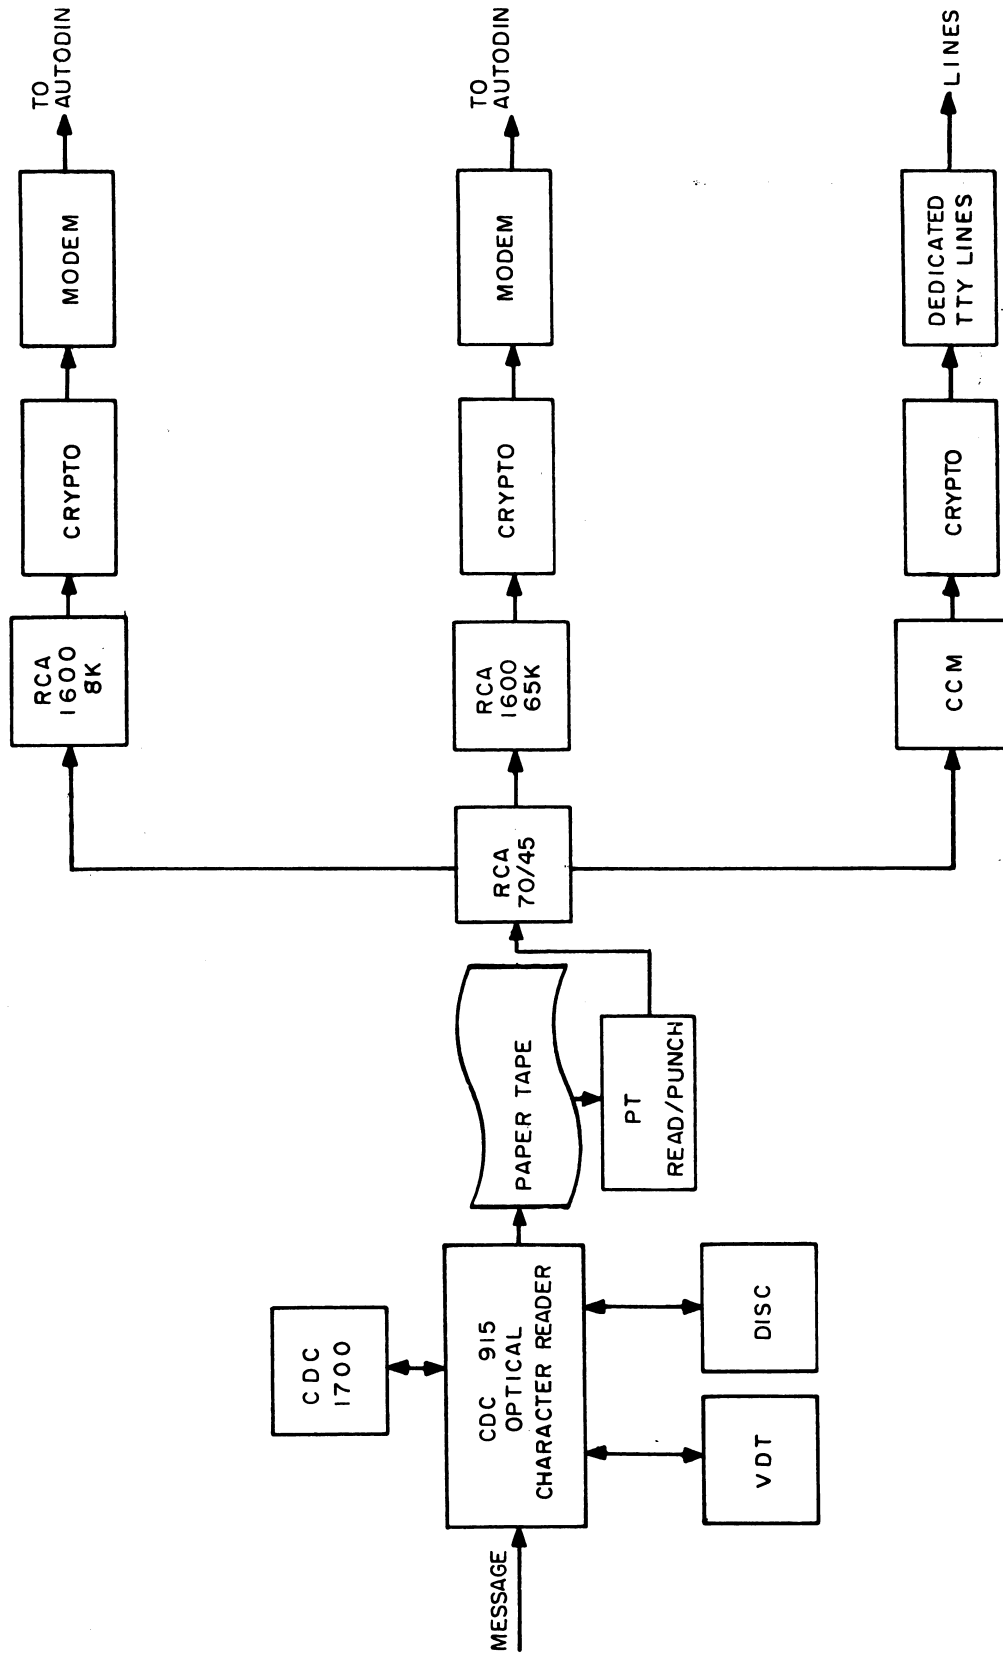 MESSAGE
CDC 915
OPTICAL
CHARACTER READER
CDC
1700
VDT
DISC
PAPER TAPE
PT
READ/PUNCH
RCA
70/45
RCA
1600
8K
CRYPTO
MODEM
TO
AUTODIN
RCA
1600
65K
CRYPTO
MODEM
TO
AUTODIN
CCM
CRYPTO
DEDICATED
TTY LINES
LINES